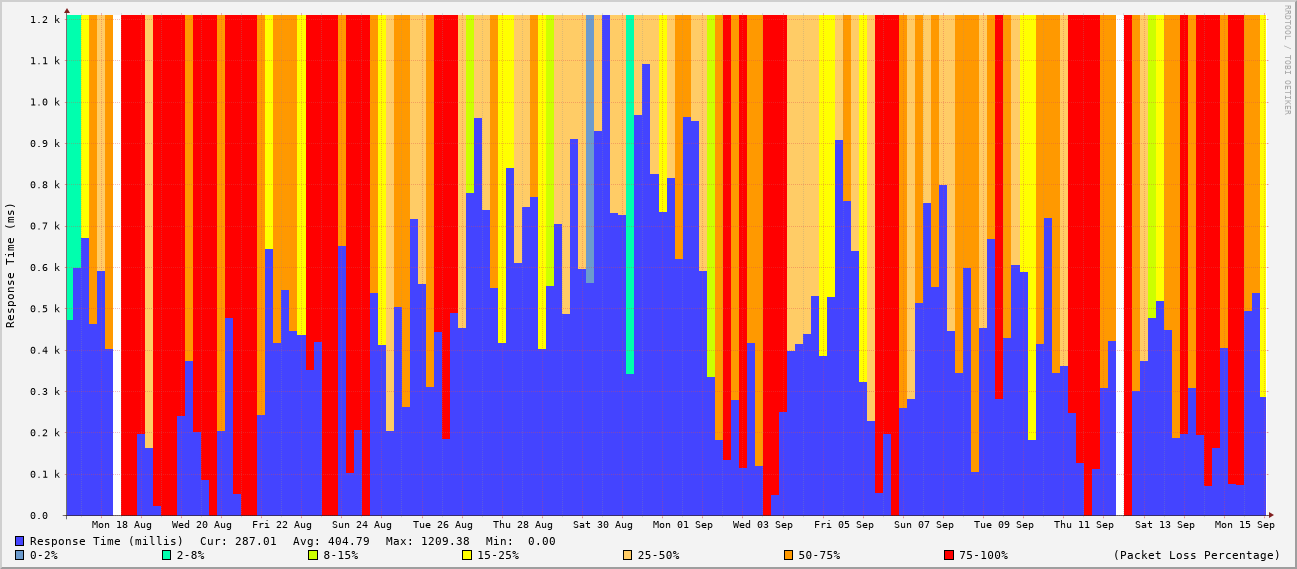 RRDTOOL / TOBI OETIKER
Response Time (ms)
1.2 k
1.1 k
1.0 k
0.9 k
0.8 k
0.7 k
0.6 k
0.5 k
0.4 k
0.3 k
0.2 k
0.1 k
0.0
Mon 18 Aug Wed 20 Aug Fri 22 Aug Sun 24 Aug Tue 26 Aug Thu 28 Aug Sat 30 Aug Mon 01 Sep Wed 03 Sep Fri 05 Sep Sun 07 Sep Tue 09 Sep Thu 11 Sep Sat 13 Sep Mon 15 Sep
Response Time (millis) Cur: 287.01 Avg: 404.79 Max: 1209.38 Min: 0.00
0-2% 2-8% 8-15% 15-25% 25-50% 50-75% 75-100% (Packet Loss Percentage)